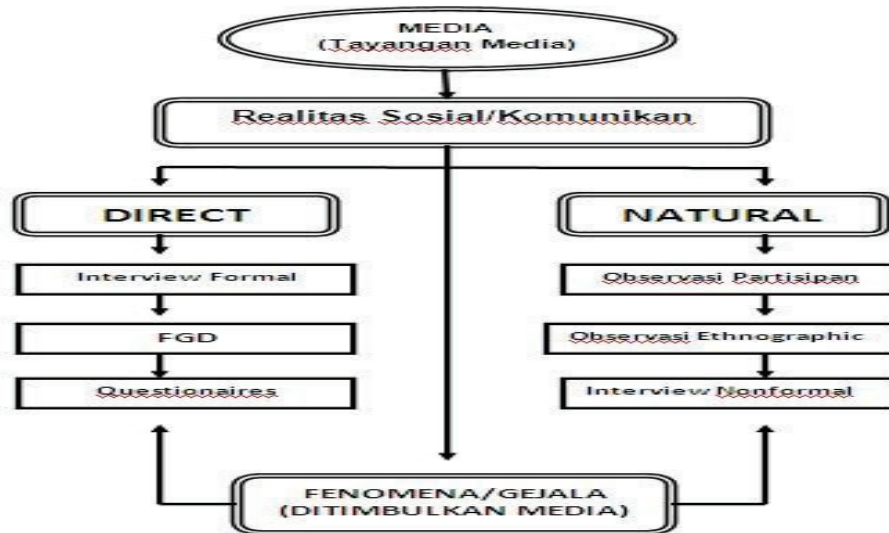 MEDIA
(Tayangan Media)
Realitas Sosial/Komunikan
DIRECT
NATURAL
Interview Formal
Observasi Partisipan
FGD
Observasi Ethnographic
Questionaires
Interview Nonformal
FENOMENA/GEJALA
(DITIMBULKAN MEDIA)